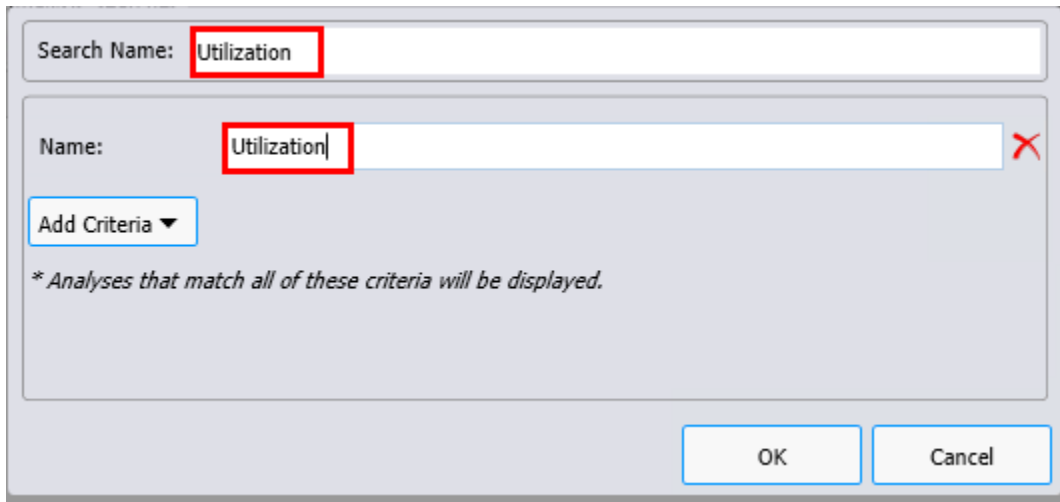 Search Name: Utilization
Name: Utilization
Add Criteria
* Analyses that match all of these criteria will be displayed.
OK Cancel